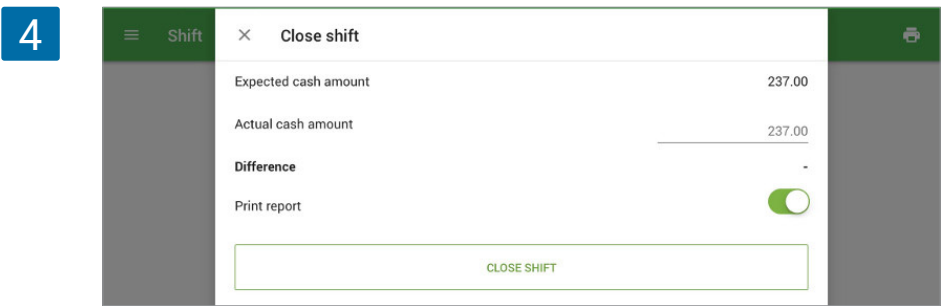 4
Shift
Close shift
Expected cash amount 237.00
Actual cash amount 237.00
Difference -
Print report
CLOSE SHIFT